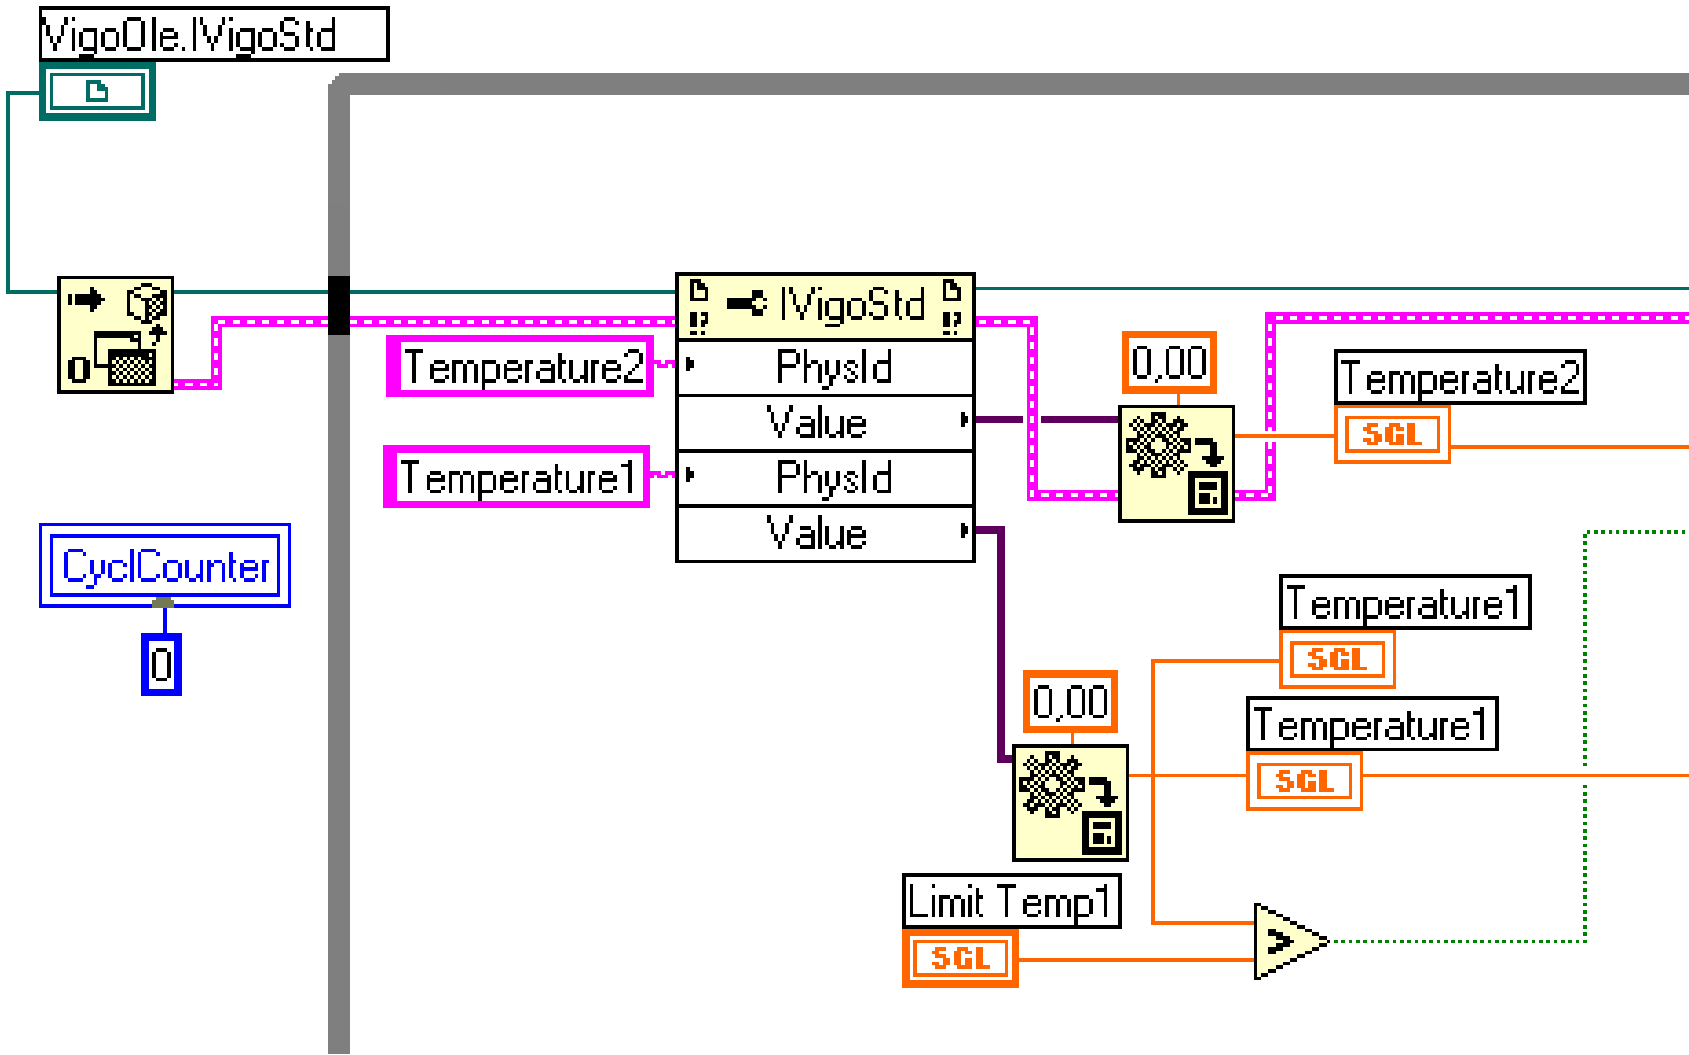 VigoOle.IVigoStd
IVigoStd
Temperature2
PhysId
0,00
Temperature2
Value
SGL
Temperature1
PhysId
Value
CyclCounter
0
Temperature1
SGL
0,00
Temperature1
SGL
Limit Temp1
SGL
>